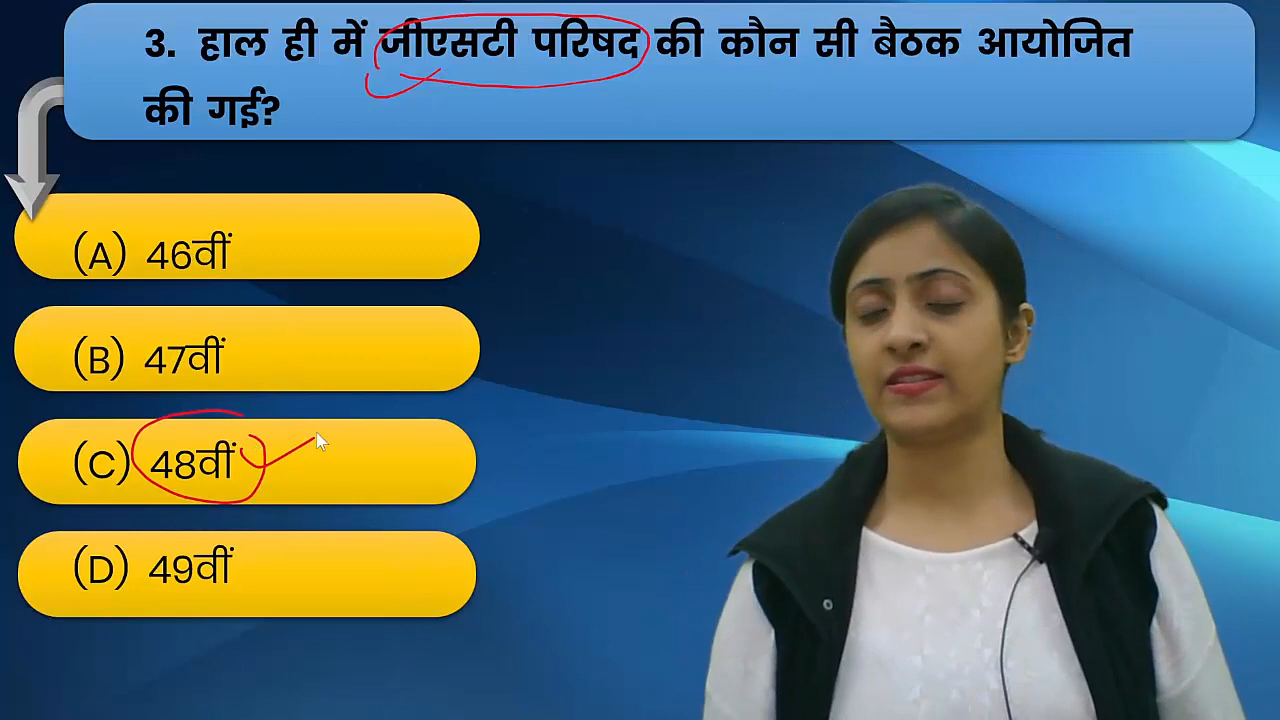 3. हाल ही में जीएसटी परिषद की कौन सी बैठक आयोजित
की गई?
(A) 46वीं
(B) 47वीं
(C) 48वीं
(D) 49वीं